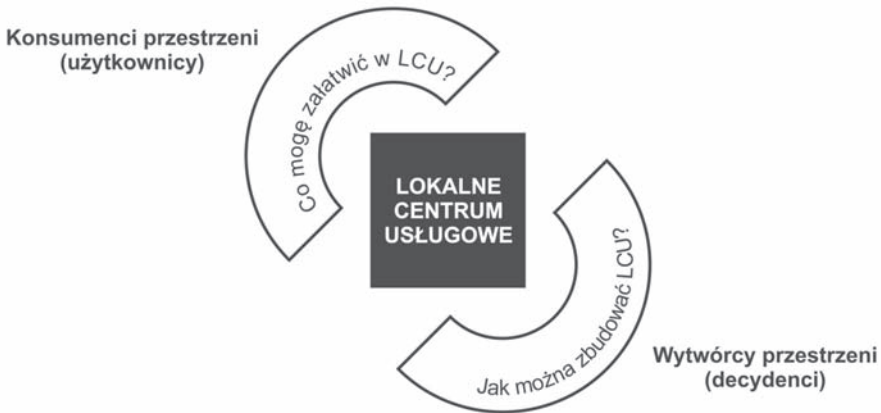 Konsumenci przestrzeni
(użytkownicy)
Co mogę załatwić w LCU?
LOKALNE
CENTRUM
USŁUGOWE
Jak można zbudować LCU?
Wytwórcy przestrzeni
(decydenci)